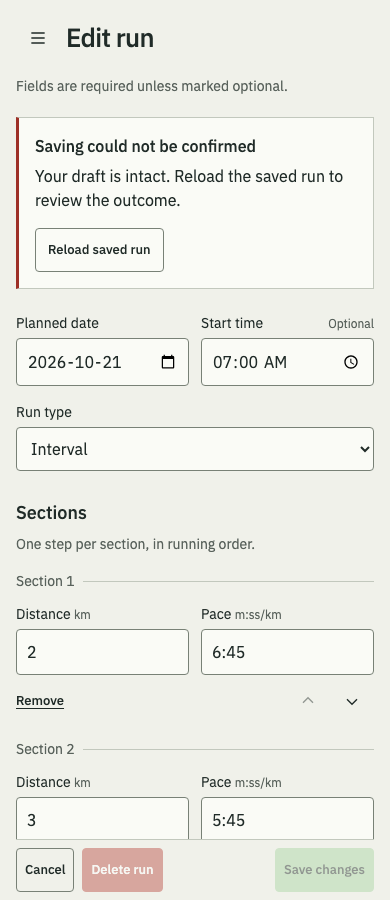 Edit run
Fields are required unless marked optional.
Saving could not be confirmed
Your draft is intact. Reload the saved run to
review the outcome.
Reload saved run
Planned date
Start time Optional
2026-10-21
07:00 AM
Run type
Interval
Sections
One step per section, in running order.
Section 1
Distance km
Pace m:ss/km
2
6:45
Remove
Section 2
Distance km
Pace m:ss/km
3
5:45
Cancel
Delete run
Save changes